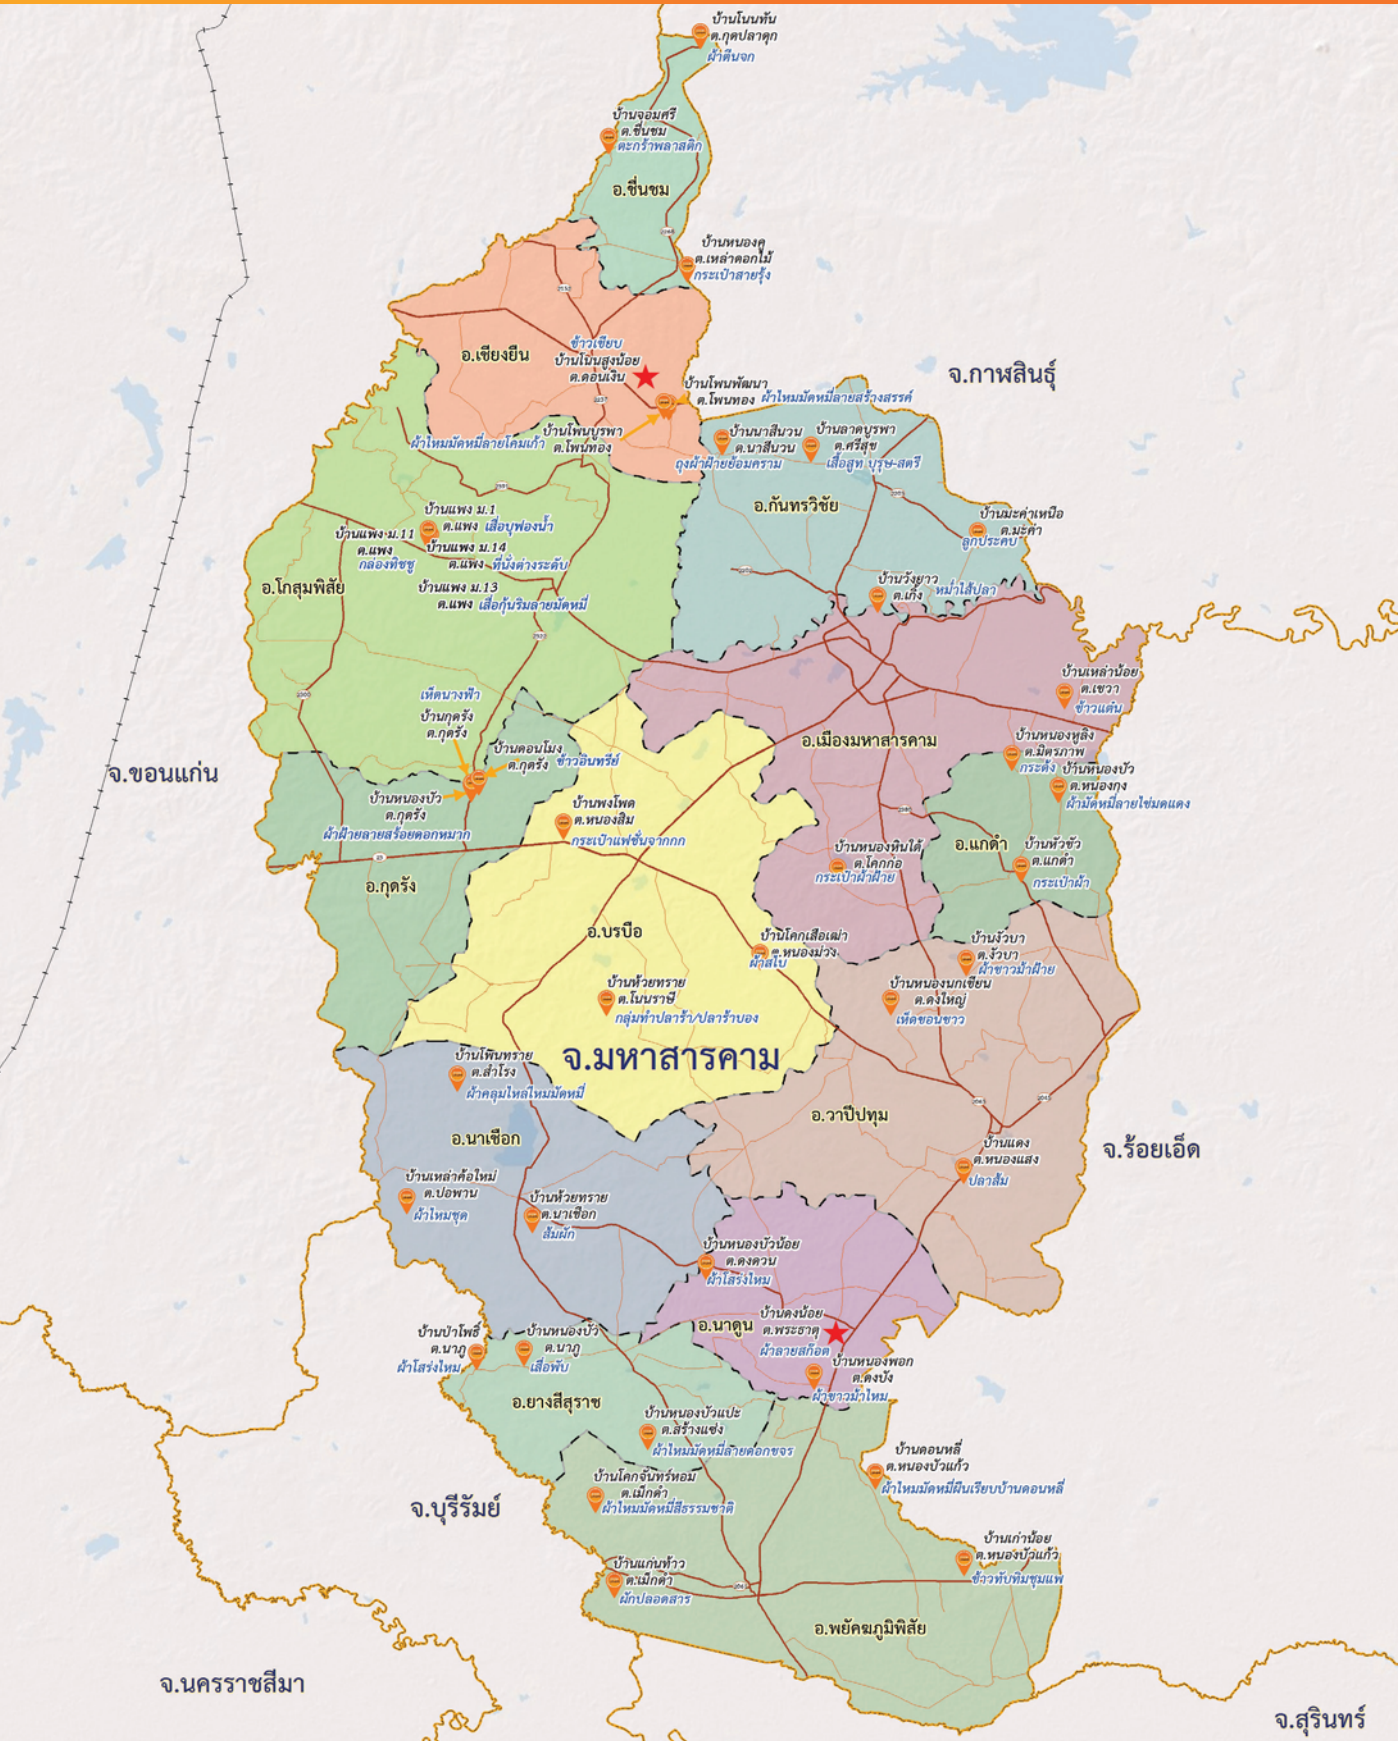 บ้านโนนทัน
ต.กุดปลาดุก
ผ้าตีนจก
บ้านจอมศรี
ต.ชื่นชม
ตะกร้าพลาสติก
อ.ชื่นชม
2268
บ้านหนองคู
ต.เหล่าดอกไม้
กระเป๋าสายรุ้ง
อ.เชียงยืน
ข้าวเขียบ
บ้านโนนสูงน้อย
ต.ดอนเงิน
จ.กาฬสินธุ์
บ้านโพนพัฒนา
ต.โพนทอง ผ้าไหมมัดหมี่ลายสร้างสรรค์
บ้านโพนบูรพา
ต.โพนทอง
ผ้าไหมมัดหมี่ลายโคมเก้า
บ้านนาสีนวน
ต.นาสีนวน
ถุงผ้าฝ้ายย้อมคราม
บ้านลาดบูรพา
ต.ศรีสุข
เสื้อสูท บุรุษ-สตรี
อ.กันทรวิชัย
บ้านมะค่าเหนือ
ต.มะค่า
ลูกประคบ
บ้านแพง ม.1
ต.แพง เสื่อบุฟองน้ำ
บ้านแพง ม.11
ต.แพง
กล่องทิชชู
บ้านแพง ม.14
ต.แพง ที่นั่งต่างระดับ
บ้านแพง ม.13
ต.แพง เสื่อกุ๊นริมลายมัดหมี่
อ.โกสุมพิสัย
บ้านวังยาว
ต.เกิ้ง
หม่ำไส้ปลา
บ้านเหล่าน้อย
ต.เขวา
ข้าวแต๋น
เห็ดนางฟ้า
บ้านกุดรัง
ต.กุดรัง
บ้านดอนโมง
ต.กุดรัง ข้าวอินทรีย์
อ.เมืองมหาสารคาม
บ้านหนองหูลิง
ต.มิตรภาพ
กระด้ง
บ้านหนองบัว
ต.หนองกุง
ผ้ามัดหมี่ลายไข่มดแดง
จ.ขอนแก่น
บ้านหนองบัว
ต.กุดรัง
ผ้าฝ้ายลายสร้อยดอกหมาก
บ้านพงโพด
ต.หนองสิม
กระเป๋าแฟชั่นจากกก
23
บ้านหนองหินใต้
ต.โคกก่อ
กระเป๋าผ้าฝ้าย
อ.แกดำ
บ้านหัวขัว
ต.แกดำ
กระเป๋าผ้า
อ.กุดรัง
อ.บรบือ
บ้านโคกเสือเฒ่า
ต.หนองม่วง
ผ้าสไบ
บ้านงัวบา
ต.งัวบา
ผ้าขาวม้าฝ้าย
บ้านห้วยทราย
ต.โนนราษี
กลุ่มทำปลาร้า/ปลาร้าบอง
บ้านหนองนกเขียน
ต.ดงใหญ่
เห็ดขอนขาว
จ.มหาสารคาม
บ้านโพนทราย
ต.สำโรง
ผ้าคลุมไหล่ไหมมัดหมี่
อ.วาปีปทุม
อ.นาเชือก
บ้านแดง
ต.หนองแสง
ปลาส้ม
จ.ร้อยเอ็ด
บ้านเหล่าค้อใหม่
ต.ปอพาน
ผ้าไหมชุด
บ้านห้วยทราย
ต.นาเชือก
ส้มผัก
บ้านหนองบัวน้อย
ต.ดงดวน
ผ้าโสร่งไหม
อ.นาดูน
บ้านดงน้อย
ต.พระธาตุ
ผ้าลายสก๊อต
บ้านป่าโพธิ์
ต.นาภู
ผ้าโสร่งไหม
บ้านหนองบัว
ต.นาภู
เสื่อพับ
บ้านหนองพอก
ต.ดงบัง
ผ้าขาวม้าไหม
อ.ยางสีสุราช
บ้านหนองบัวแปะ
ต.สร้างแซ่ง
ผ้าไหมมัดหมี่ลายดอกขจร
บ้านดอนหลี่
ต.หนองบัวแก้ว
ผ้าไหมมัดหมี่ตีนเรียบบ้านดอนหลี่
บ้านโคกจันทร์หอม
ต.เม็กดำ
ผ้าไหมมัดหมี่สีธรรมชาติ
จ.บุรีรัมย์
บ้านเก่าน้อย
ต.หนองบัวแก้ว
ข้าวทับทิมชุมแพ
บ้านแก่นท้าว
ต.เม็กดำ
ผักปลอดสาร
อ.พยัคฆภูมิพิสัย
จ.นครราชสีมา
จ.สุรินทร์